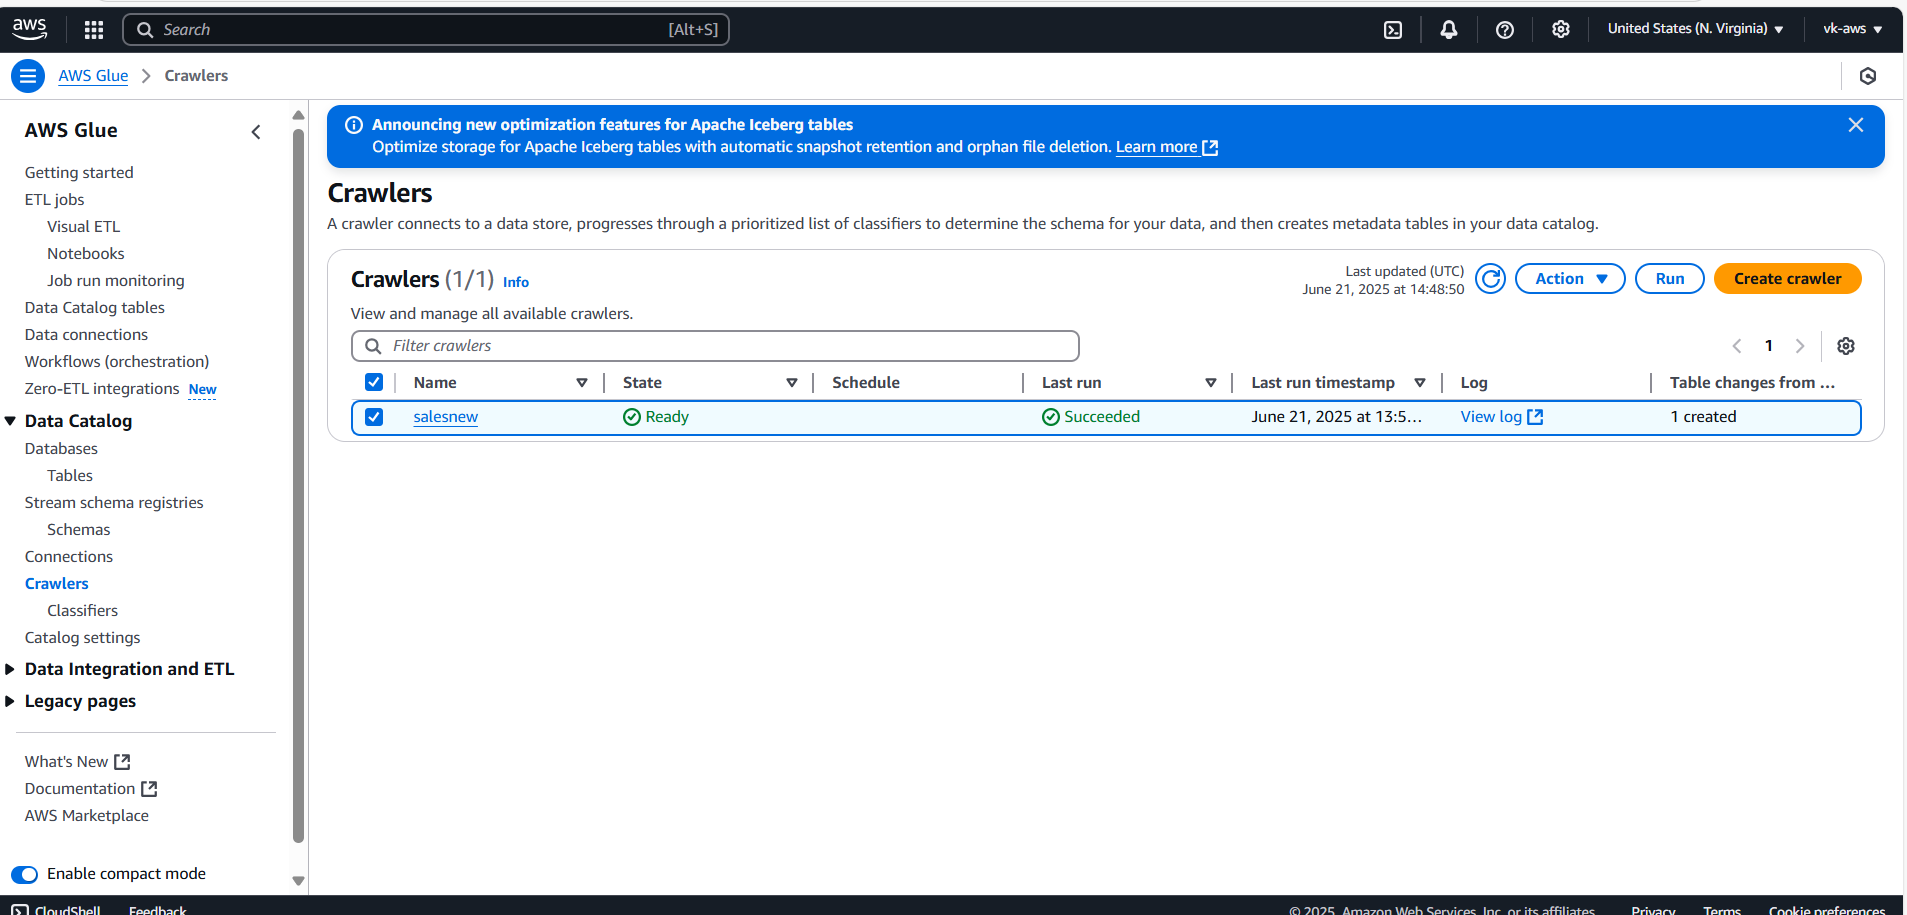 aws
Search
[Alt+S]
United States (N. Virginia)
vk-aws
AWS Glue
Crawlers
AWS Glue
Getting started
ETL jobs
Visual ETL
Notebooks
Job run monitoring
Data Catalog tables
Data connections
Workflows (orchestration)
Zero-ETL integrations New
Data Catalog
Databases
Tables
Stream schema registries
Schemas
Connections
Crawlers
Classifiers
Catalog settings
Data Integration and ETL
Legacy pages
What's New
Documentation
AWS Marketplace
Enable compact mode
Announcing new optimization features for Apache Iceberg tables
Optimize storage for Apache Iceberg tables with automatic snapshot retention and orphan file deletion. Learn more
Crawlers
A crawler connects to a data store, progresses through a prioritized list of classifiers to determine the schema for your data, and then creates metadata tables in your data catalog.
Crawlers (1/1) Info
Last updated (UTC)
June 21, 2025 at 14:48:50
Action
Run
Create crawler
View and manage all available crawlers.
Filter crawlers
1
Name State Schedule Last run Last run timestamp Log Table changes from ...
salesnew Ready Succeeded June 21, 2025 at 13:5... View log 1 created
CloudShell Feedback © 2025, Amazon Web Services, Inc. or its affiliates. Privacy Terms Cookie preferences